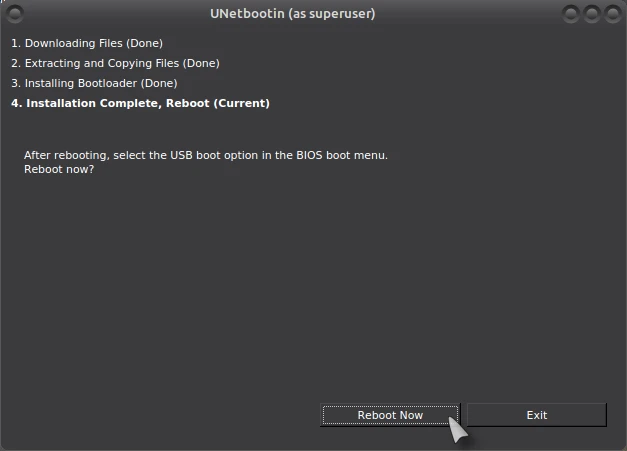 UNetbootin (as superuser)
1. Downloading Files (Done)
2. Extracting and Copying Files (Done)
3. Installing Bootloader (Done)
4. Installation Complete, Reboot (Current)
After rebooting, select the USB boot option in the BIOS boot menu.
Reboot now?
Reboot Now
Exit